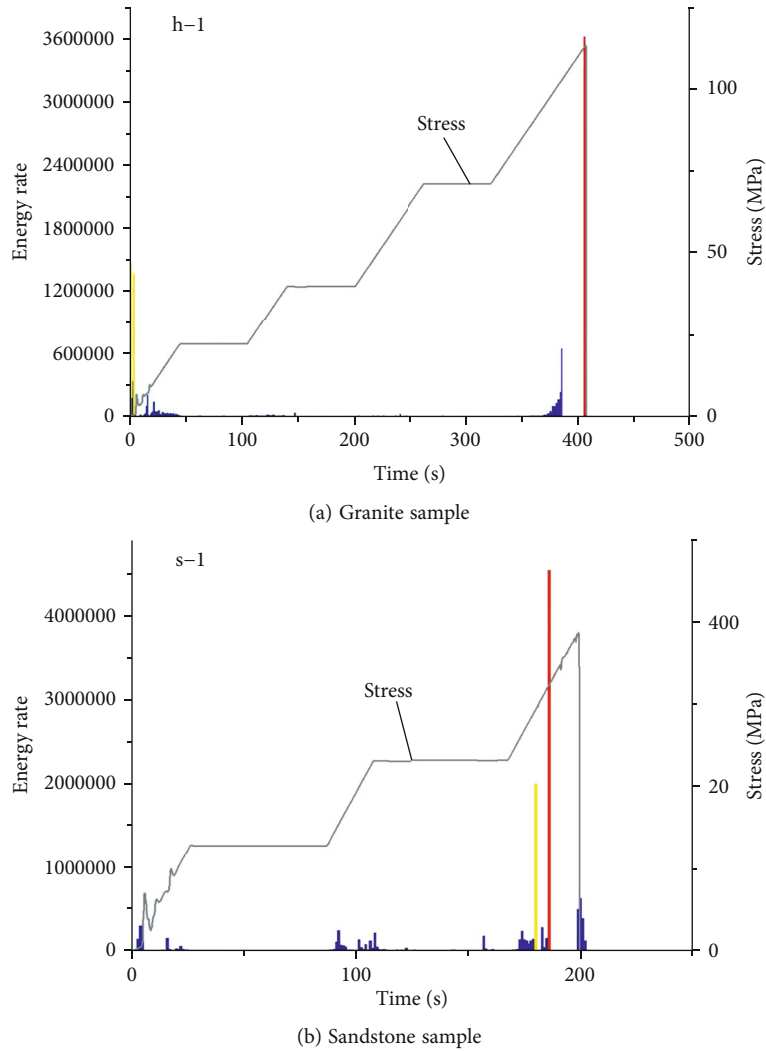 h−1
3600000
3000000
2400000
1800000
1200000
600000
0
Energy rate
Stress
100
50
0
Stress (MPa)
0 100 200 300 400 500
Time (s)
(a) Granite sample
s−1
4000000
3000000
2000000
1000000
0
Energy rate
Stress
400
20
0
Stress (MPa)
0 100 200
Time (s)
(b) Sandstone sample